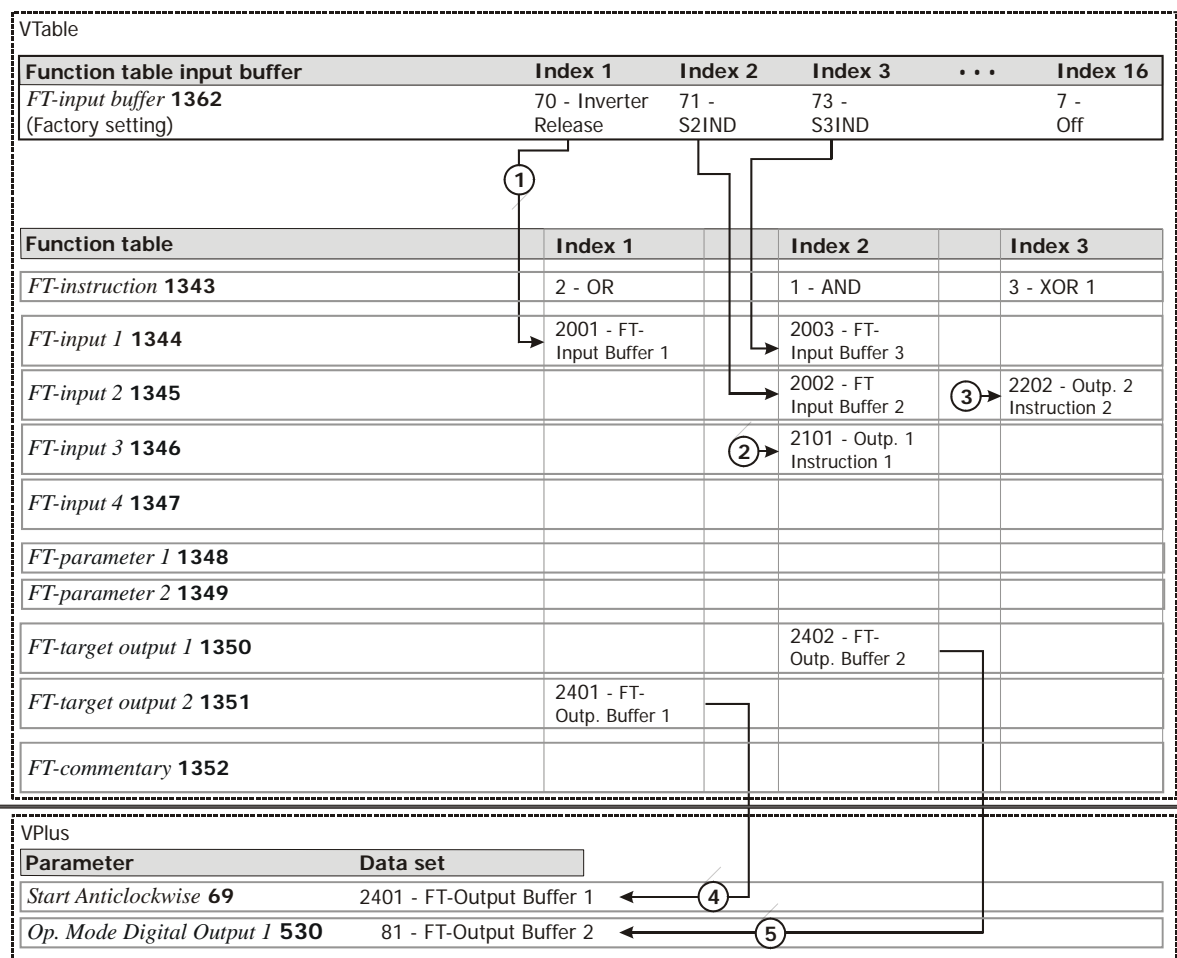 VTable
Function table input buffer Index 1 Index 2 Index 3 • • • Index 16
FT-input buffer 1362 70 - Inverter 71 - 73 - 7 -
(Factory setting) Release S2IND S3IND Off
1
Function table Index 1 Index 2 Index 3
FT-instruction 1343 2 - OR 1 - AND 3 - XOR 1
FT-input 1 1344 2001 - FT- 2003 - FT-
Input Buffer 1 Input Buffer 3
FT-input 2 1345 2002 - FT 3 2202 - Outp. 2
Input Buffer 2 Instruction 2
FT-input 3 1346 2 2101 - Outp. 1
Instruction 1
FT-input 4 1347
FT-parameter 1 1348
FT-parameter 2 1349
FT-target output 1 1350 2402 - FT-
Outp. Buffer 2
FT-target output 2 1351 2401 - FT-
Outp. Buffer 1
FT-commentary 1352
VPlus
Parameter Data set
Start Anticlockwise 69 2401 - FT-Output Buffer 1 4
Op. Mode Digital Output 1 530 81 - FT-Output Buffer 2 5